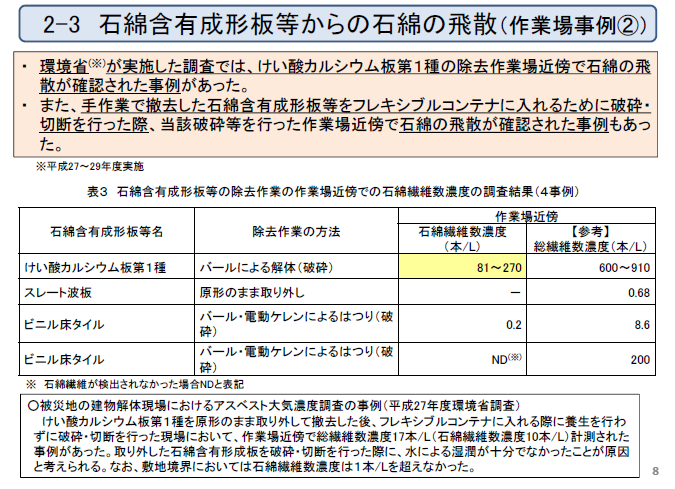 2-3 石綿含有成形板等からの石綿の飛散(作業場事例②)
・ 環境省(※)が実施した調査では、けい酸カルシウム板第1種の除去作業場近傍で石綿の飛
散が確認された事例があった。
・ また、手作業で撤去した石綿含有成形板等をフレキシブルコンテナに入れるために破砕・
切断を行った際、当該破砕等を行った作業場近傍で石綿の飛散が確認された事例もあっ
た。
※平成27～29年度実施
表3 石綿含有成形板等の除去作業の作業場近傍での石綿繊維数濃度の調査結果(4事例)
作業場近傍
石綿含有成形板等名 除去作業の方法 石綿繊維数濃度 【参考】
(本/L) 総繊維数濃度(本/L)
けい酸カルシウム板第1種 バールによる解体(破砕) 81～270 600～910
スレート波板 原形のまま取り外し － 0.68
ビニル床タイル バール・電動ケレンによるはつり(破 0.2 8.6
砕)
ビニル床タイル バール・電動ケレンによるはつり(破 ND(※) 200
砕)
※ 石綿繊維が検出されなかった場合NDと表記
○被災地の建物解体現場におけるアスベスト大気濃度調査の事例(平成27年度環境省調査)
けい酸カルシウム板第1種を原形のまま取り外して撤去した後、フレキシブルコンテナに入れる際に養生を行わ
ずに破砕・切断を行った現場において、作業場近傍で総繊維数濃度17本/L(石綿繊維数濃度10本/L)計測された
事例があった。取り外した石綿含有形成板を破砕・切断を行った際に、水による湿潤が十分でなかったことが原因
と考えられる。なお、敷地境界においては石綿繊維数濃度は1本/Lを超えなかった。
8